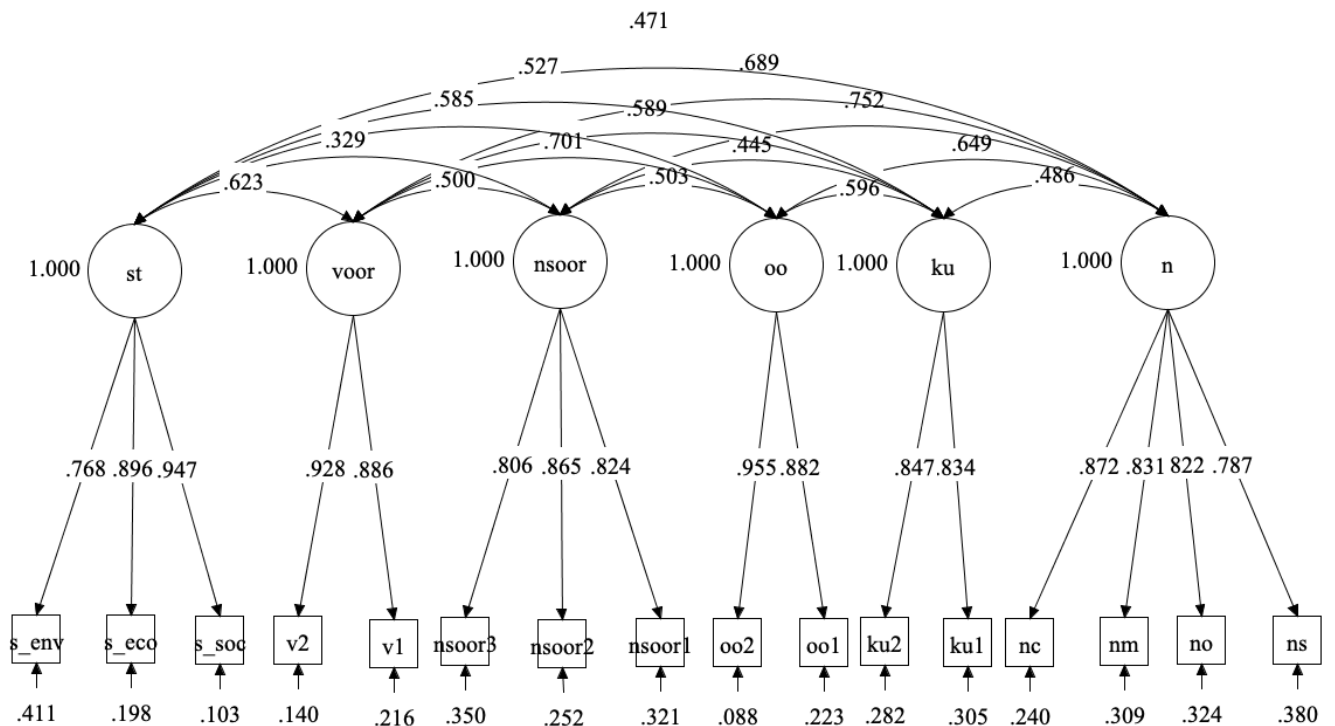 .471
.527 .689
.585 .589 .752
.329 .701 .445 .649
.623 .500 .503 .596 .486
1.000 st 1.000 voor 1.000 nsoor 1.000 oo 1.000 ku 1.000 n
.768 .896 .947 .928 .886 .806 .865 .824 .955 .882 .847 .834 .872 .831 .822 .787
s_env s_eco s_soc v2 v1 nsoor3 nsoor2 nsoor1 oo2 oo1 ku2 ku1 nc nm no ns
.411 .198 .103 .140 .216 .350 .252 .321 .088 .223 .282 .305 .240 .309 .324 .380